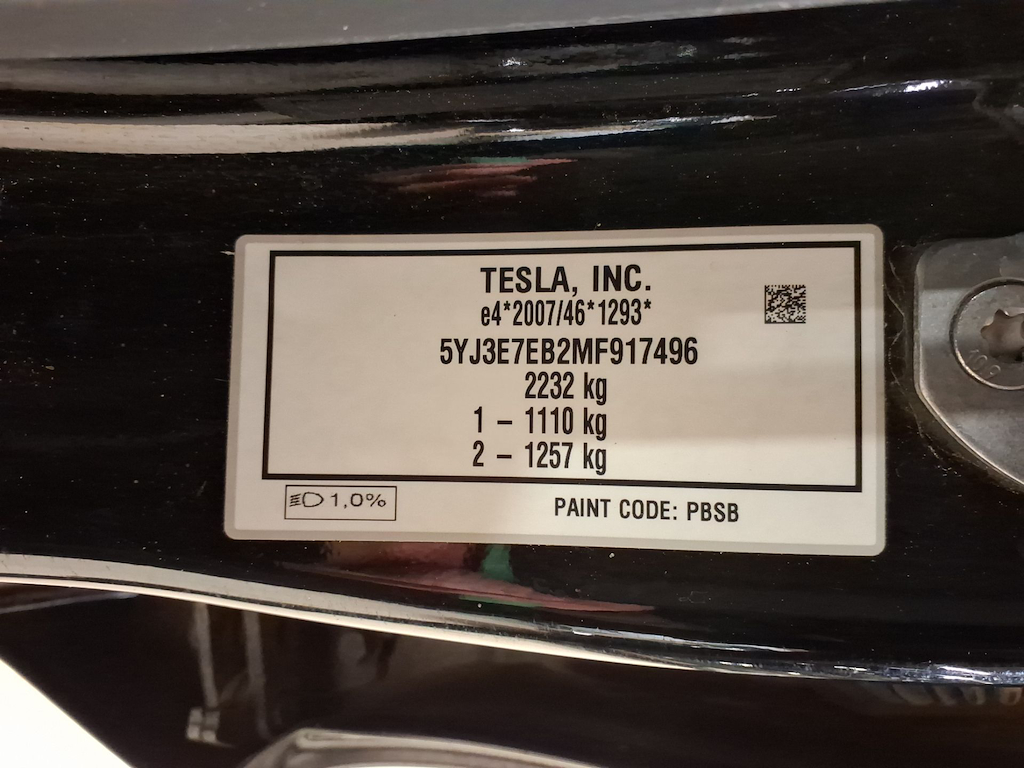 TESLA, INC.
e4*2007/46*1293*
5YJ3E7EB2MF917496
2232 kg
1 – 1110 kg
2 – 1257 kg
1,0%
PAINT CODE: PBSB